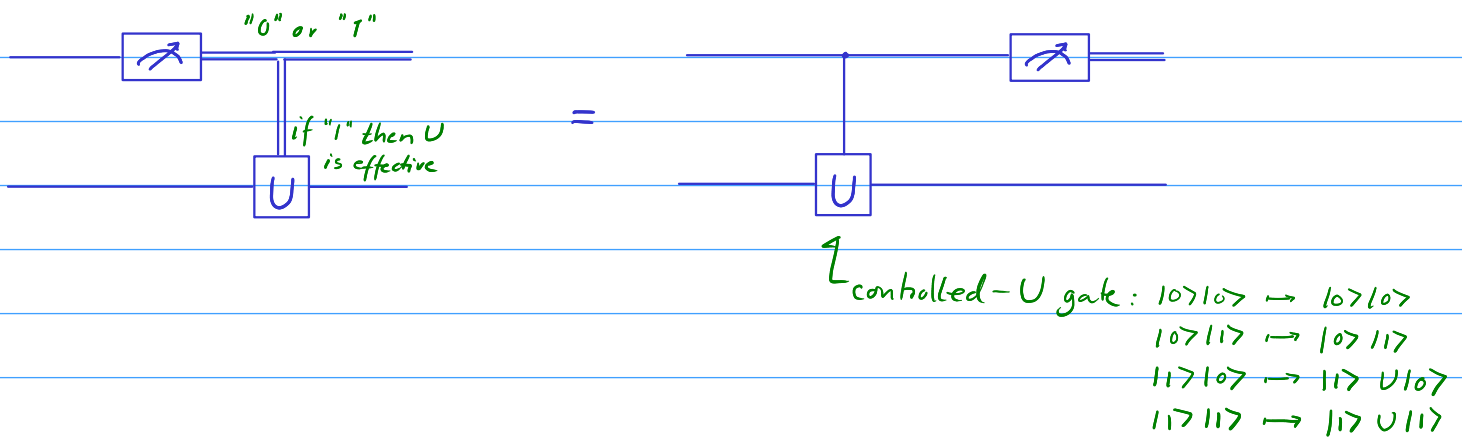 "0" or "1"
if "1" then U
is effective
=
U
U
controlled-U gate: |0>|0> → |0>|0>
|0>|1> → |0>|1>
|1>|0> → |1> U|0>
|1>|1> → |1> U|1>